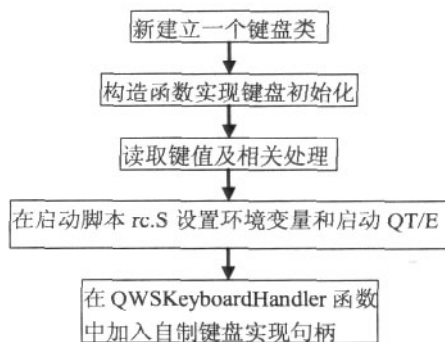 新建立一个键盘类
构造函数实现键盘初始化
读取键值及相关处理
在启动脚本 rc.S 设置环境变量和启动 QT/E
在 QWSKeyboardHandler 函数
中加入自制键盘实现句柄